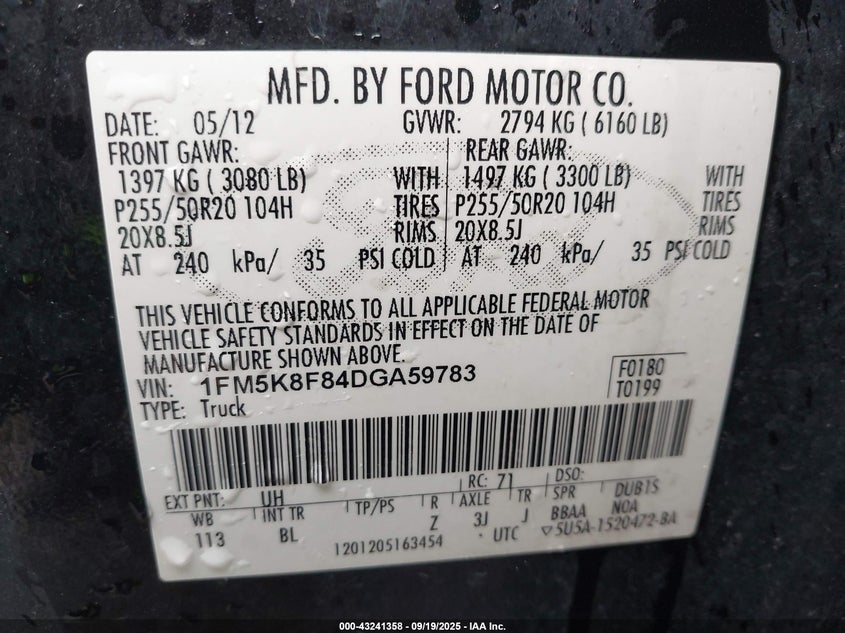 MFD. BY FORD MOTOR CO.
DATE: 05/12 GVWR: 2794 KG ( 6160 LB)
FRONT GAWR: REAR GAWR:
1397 KG ( 3080 LB) WITH 1497 KG ( 3300 LB) WITH
P255/50R20 104H TIRES P255/50R20 104H TIRES
20X8.5J RIMS 20X8.5J RIMS
AT 240 kPa/ 35 PSI COLD AT 240 kPa/ 35 PSI COLD
THIS VEHICLE CONFORMS TO ALL APPLICABLE FEDERAL MOTOR
VEHICLE SAFETY STANDARDS IN EFFECT ON THE DATE OF
MANUFACTURE SHOWN ABOVE.
VIN: 1FM5K8F84DGA59783 F0180
TYPE: Truck T0199
EXT PNT: UH RC: 71 DSO:
WB INT TR TP/PS R AXLE TR SPR DUB1S
113 BL Z 3J J BBAA NOA
1201205163454 UTC ▽5U5A-1520472-BA
000-43241358 - 09/19/2025 - IAA Inc.